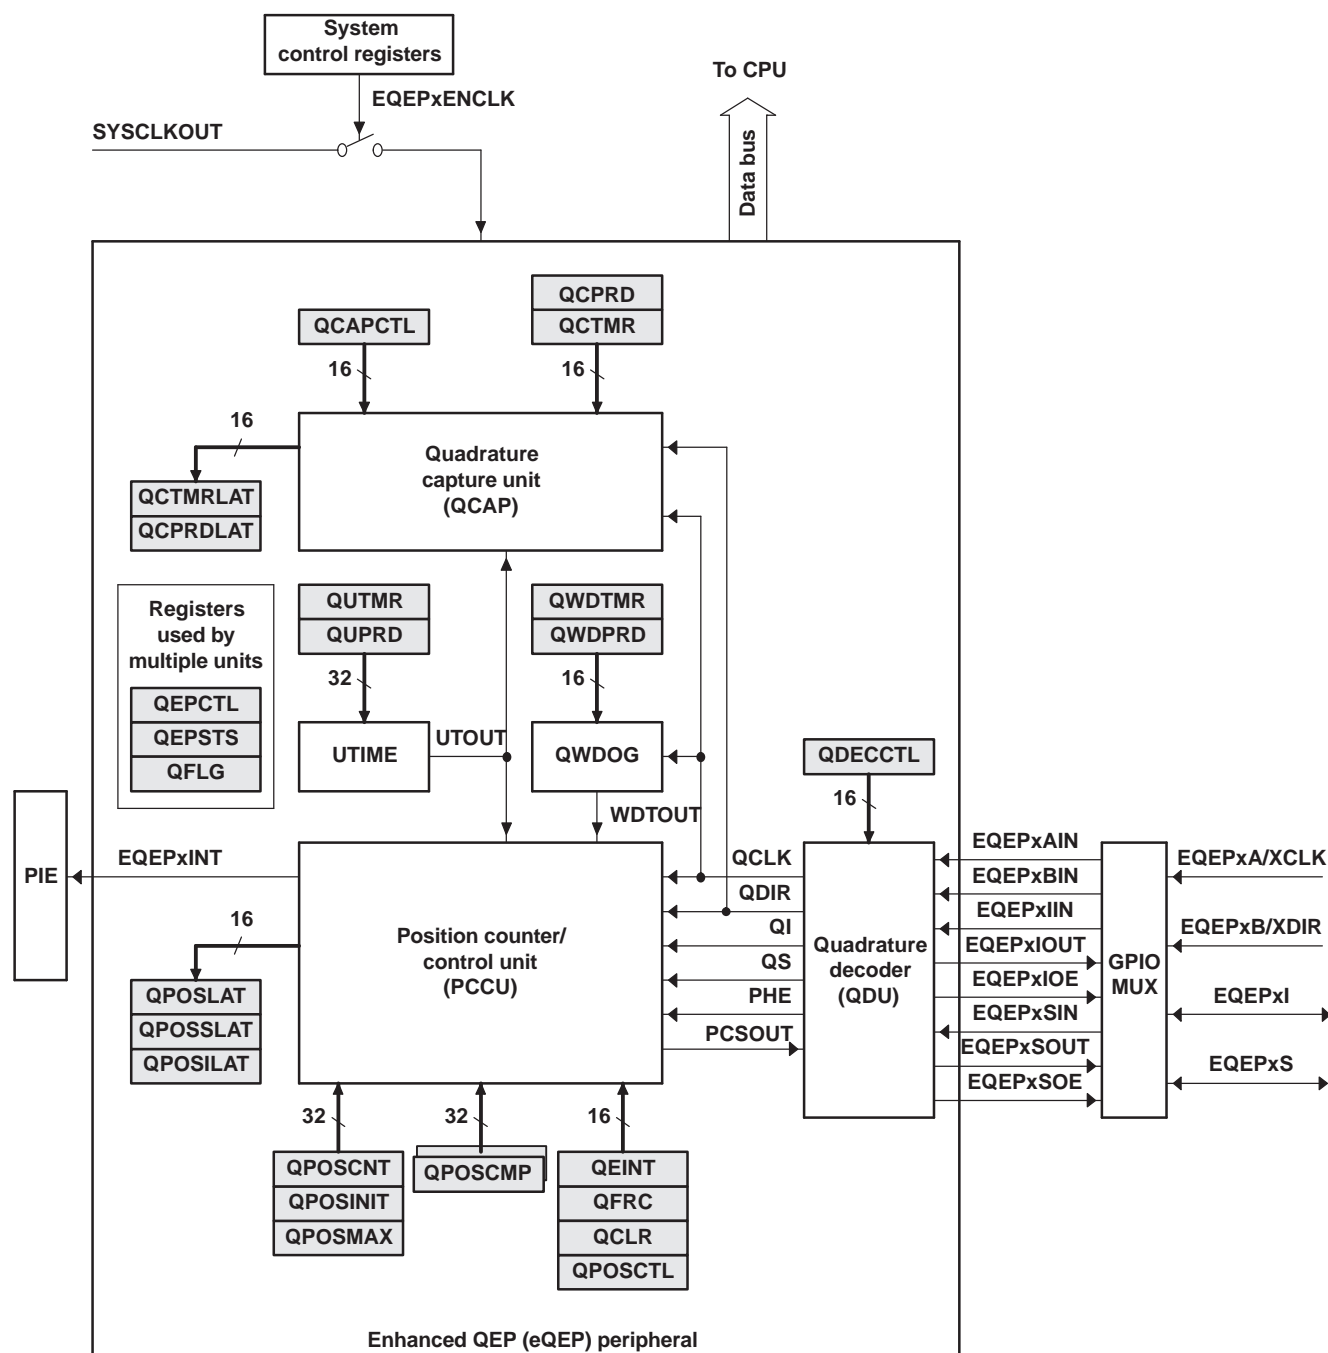 System
control registers
To CPU
EQEPxENCLK
SYSCLKOUT
Data bus
QCPRD
QCAPCTL
QCTMR
16
16
16
Quadrature
capture unit
(QCAP)
QCTMRLAT
QCPRDLAT
Registers
used by
multiple units
QEPCTL
QEPSTS
QFLG
QUTMR
QUPRD
QWDTMR
QWDPRD
32
16
UTIME
UTOUT
QWDOG
QDECCTL
WDTOUT
16
PIE
EQEPxINT
16
Position counter/
control unit
(PCCU)
QPOSLAT
QPOSSLAT
QPOSILAT
QCLK
QDIR
QI
QS
PHE
PCSOUT
Quadrature
decoder
(QDU)
EQEPxAIN
EQEPxBIN
EQEPxIIN
EQEPxIOUT
EQEPxIOE
EQEPxSIN
EQEPxSOUT
EQEPxSOE
GPIO
MUX
EQEPxA/XCLK
EQEPxB/XDIR
EQEPxI
EQEPxS
32
32
16
QPOSCNT
QPOSINIT
QPOSMAX
QPOSCMP
QEINT
QFRC
QCLR
QPOSCTL
Enhanced QEP (eQEP) peripheral